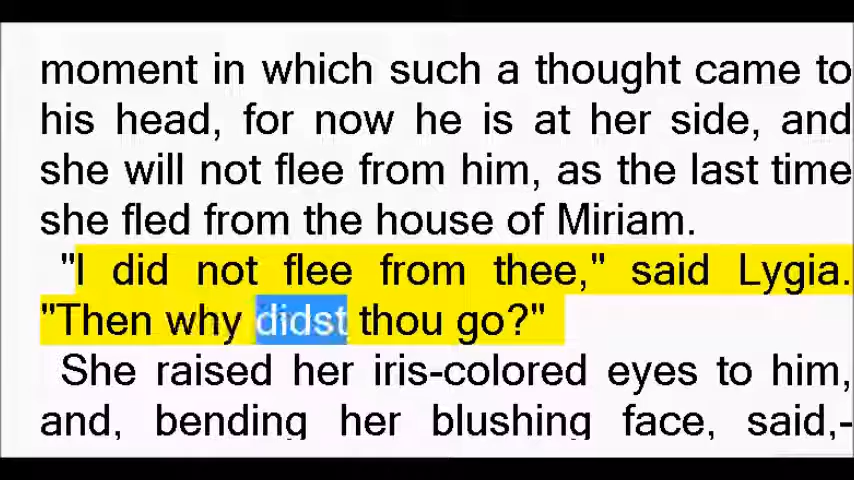 moment in which such a thought came to
his head, for now he is at her side, and
she will not flee from him, as the last time
she fled from the house of Miriam.
"I did not flee from thee," said Lygia.
"Then why didst thou go?"
She raised her iris-colored eyes to him,
and, bending her blushing face, said,-